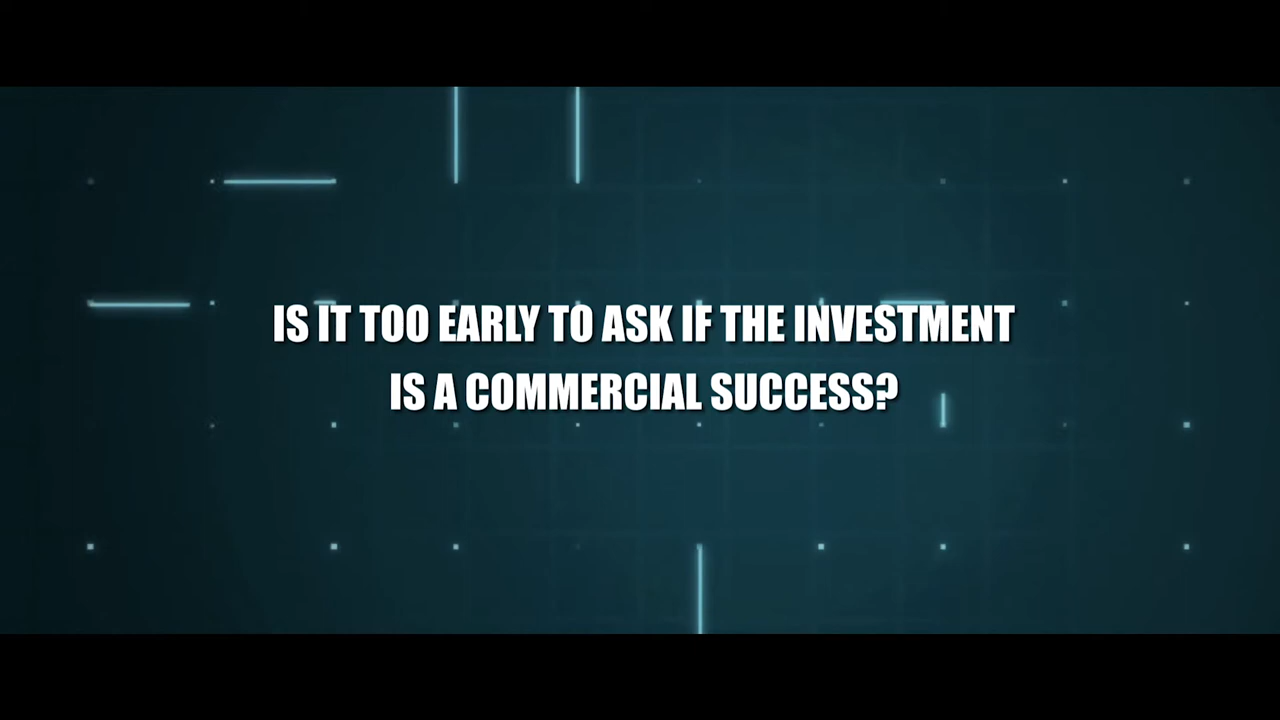 IS IT TOO EARLY TO ASK IF THE INVESTMENT
IS A COMMERCIAL SUCCESS?